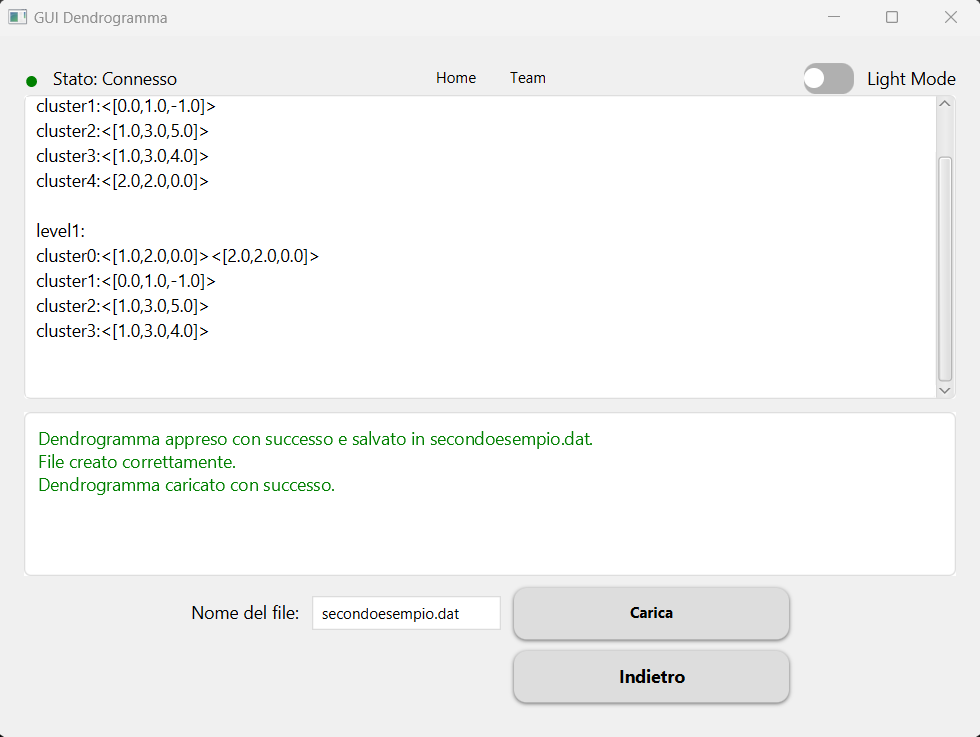 GUI Dendrogramma
Stato: Connesso
Home
Team
Light Mode
cluster1:<[0.0,1.0,-1.0]>
cluster2:<[1.0,3.0,5.0]>
cluster3:<[1.0,3.0,4.0]>
cluster4:<[2.0,2.0,0.0]>
level1:
cluster0:<[1.0,2.0,0.0]><[2.0,2.0,0.0]>
cluster1:<[0.0,1.0,-1.0]>
cluster2:<[1.0,3.0,5.0]>
cluster3:<[1.0,3.0,4.0]>
Dendrogramma appreso con successo e salvato in secondoesempio.dat.
File creato correttamente.
Dendrogramma caricato con successo.
Nome del file:
secondoesempio.dat
Carica
Indietro